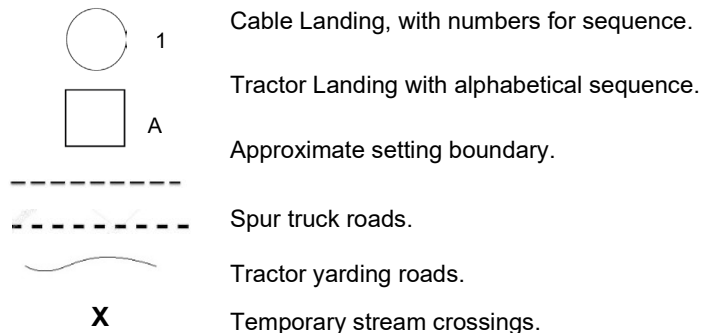 1 Cable Landing, with numbers for sequence.
A Tractor Landing with alphabetical sequence.
Approximate setting boundary.
Spur truck roads.
Tractor yarding roads.
X Temporary stream crossings.